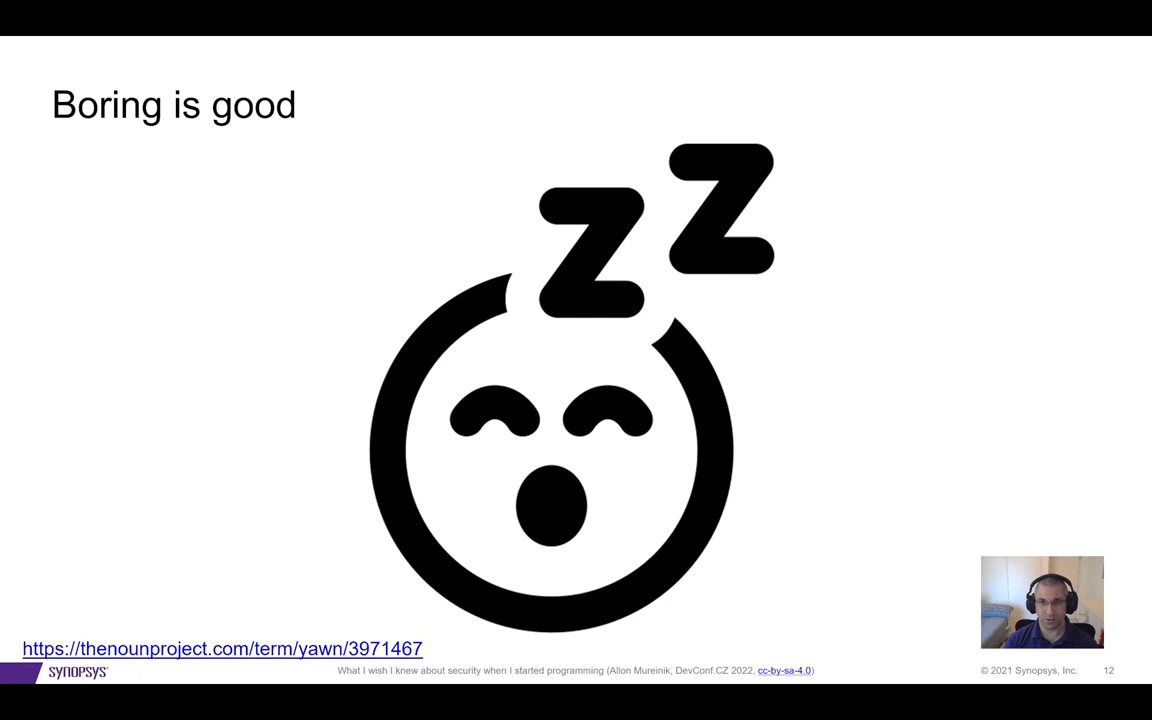 Boring is good
z z
https://thenounproject.com/term/yawn/3971467
SYNOPSYS®
What I wish I knew about security when I started programming (Allon Mureinik, DevConf.CZ 2022, cc-by-sa-4.0)
© 2021 Synopsys, Inc.
12